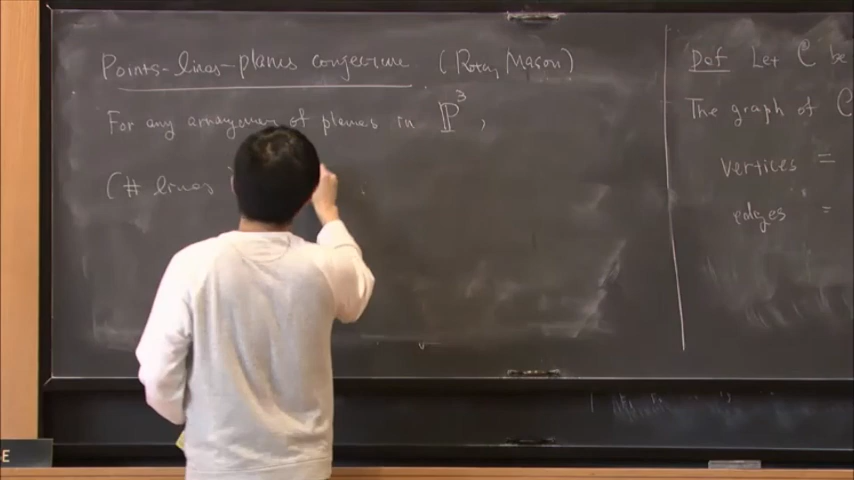 Points-lines-planes conjecture (Rota, Mason)
For any arrangement of planes in ℙ³,
(# lines
Def Let C be
The graph of C
vertices =
edges =
E